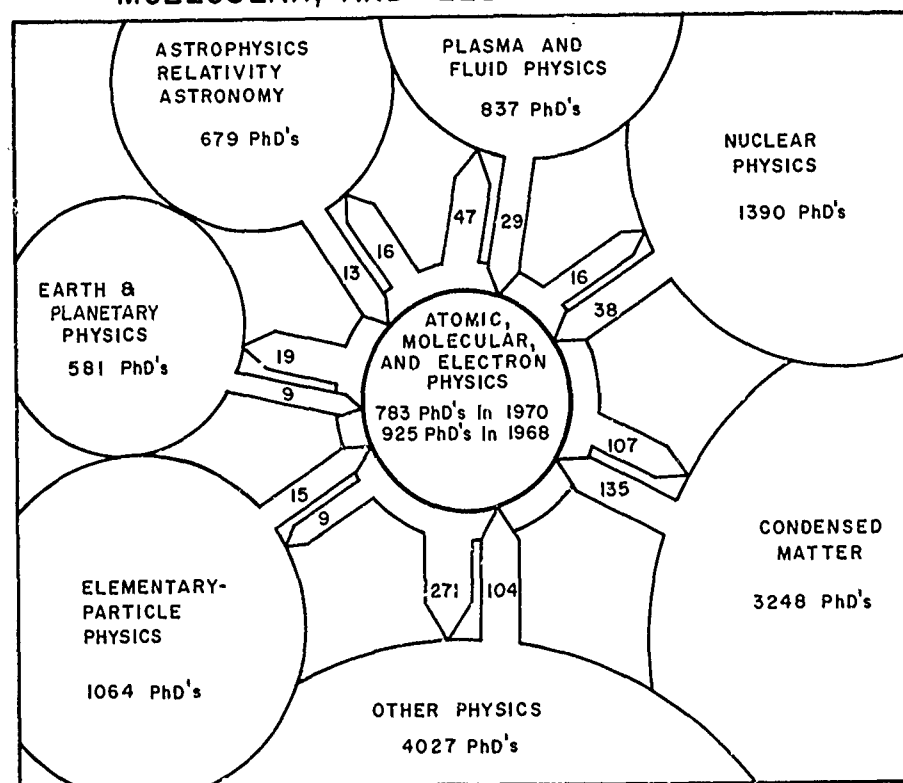 ASTROPHYSICS
RELATIVITY
ASTRONOMY
679 PhD's
PLASMA AND
FLUID PHYSICS
837 PhD's
NUCLEAR
PHYSICS
1390 PhD's
47
29
16
13
16
38
EARTH &
PLANETARY
PHYSICS
581 PhD's
19
9
ATOMIC,
MOLECULAR,
AND ELECTRON
PHYSICS
783 PhD's In 1970
925 PhD's In 1968
107
135
15
9
271
104
CONDENSED
MATTER
3248 PhD's
ELEMENTARY-
PARTICLE
PHYSICS
1064 PhD's
OTHER PHYSICS
4027 PhD's